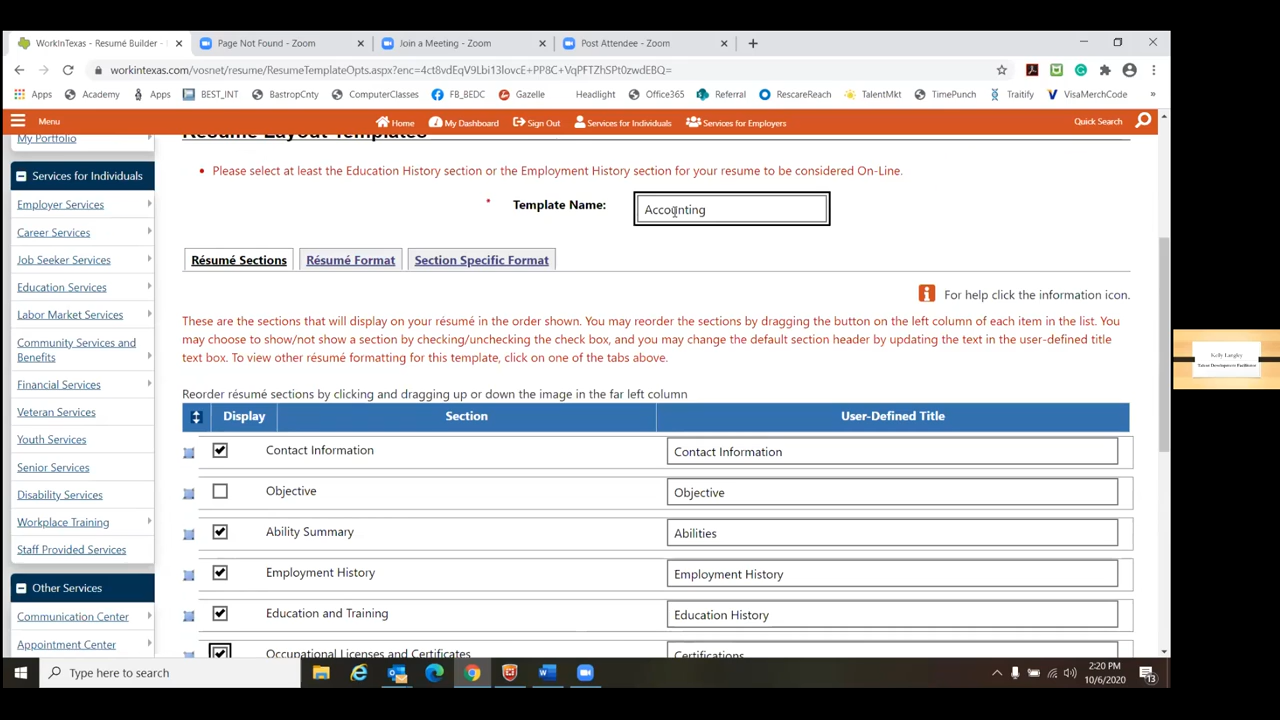 WorkInTexas - Resumé Builder -
Page Not Found - Zoom
Join a Meeting - Zoom
Post Attendee - Zoom
workintexas.com/vosnet/resume/ResumeTemplateOpts.aspx?enc=4ct8vdEqV9Lbi13lovcE+PP8C+VqPFTZhSPt0zwdEBQ=
Apps Academy Apps BEST_INT BastropCnty ComputerClasses FB_BEDC Gazelle Headlight Office365 Referral RescareReach TalentMkt TimePunch Traitify VisaMerchCode »
Menu Home My Dashboard Sign Out Services for Individuals Services for Employers Quick Search
My Portfolio
Resume Layout Templates
Services for Individuals
Employer Services
Career Services
Job Seeker Services
Education Services
Labor Market Services
Community Services and
Benefits
Financial Services
Veteran Services
Youth Services
Senior Services
Disability Services
Workplace Training
Staff Provided Services
Other Services
Communication Center
Appointment Center
Please select at least the Education History section or the Employment History section for your resume to be considered On-Line.
* Template Name: Accounting
Résumé Sections Résumé Format Section Specific Format
For help click the information icon.
These are the sections that will display on your résumé in the order shown. You may reorder the sections by dragging the button on the left column of each item in the list. You
may choose to show/not show a section by checking/unchecking the check box, and you may change the default section header by updating the text in the user-defined title
text box. To view other résumé formatting for this template, click on one of the tabs above.
Reorder résumé sections by clicking and dragging up or down the image in the far left column
Display Section User-Defined Title
Contact Information Contact Information
Objective Objective
Ability Summary Abilities
Employment History Employment History
Education and Training Education History
Occupational Licenses and Certificates Certifications
Kelly Langley
Talent Development Facilitator
Type here to search
2:20 PM
10/6/2020
13